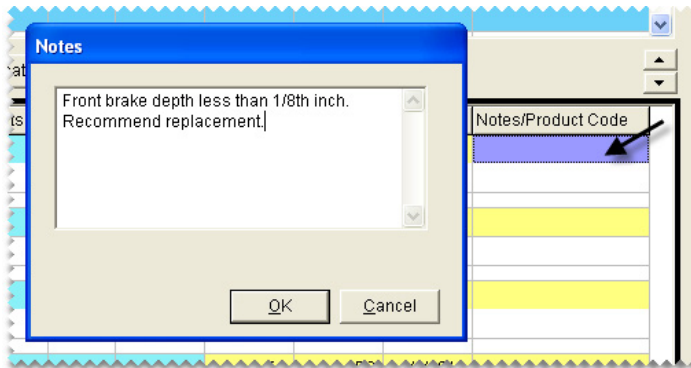 Notes
Front brake depth less than 1/8th inch.
Recommend replacement.
OK
Cancel
Notes/Product Code